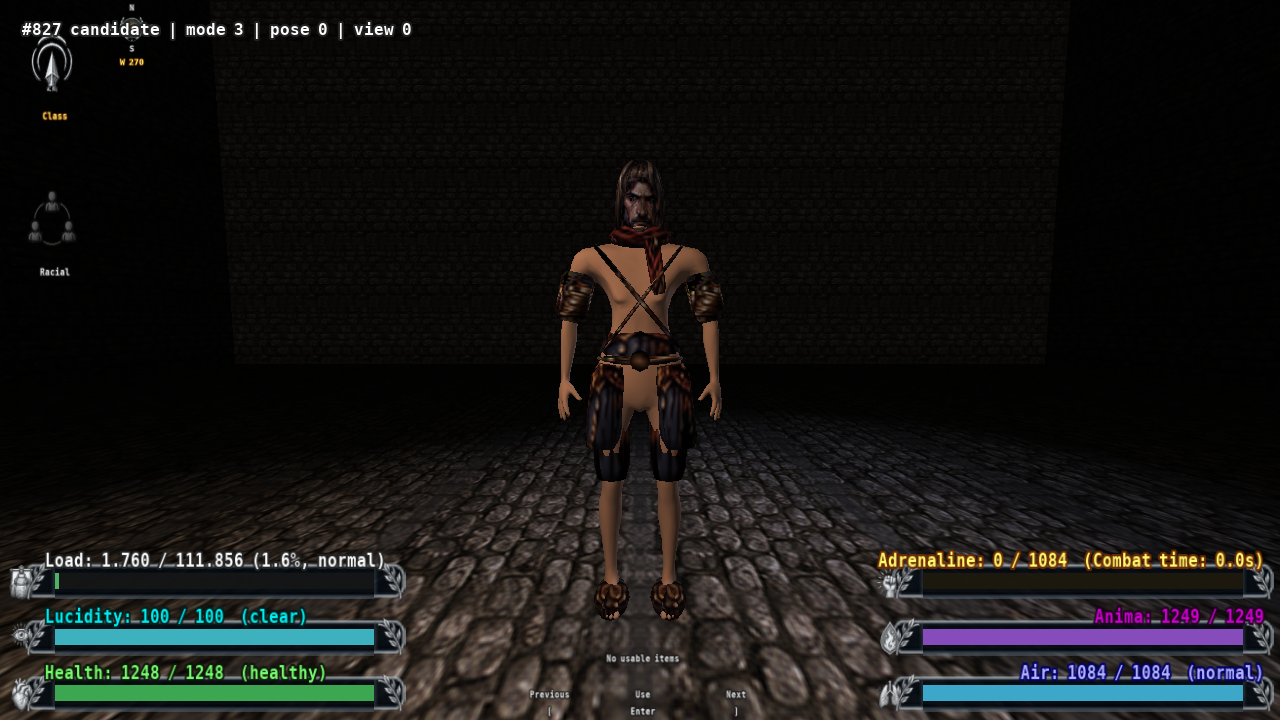 #827 candidate | mode 3 | pose 0 | view 0
N
S
W 270
Class
Racial
Load: 1.760 / 111.856 (1.6%, normal)
Lucidity: 100 / 100 (clear)
Health: 1248 / 1248 (healthy)
Adrenaline: 0 / 1084 (Combat time: 0.0s)
Anima: 1249 / 1249
Air: 1084 / 1084 (normal)
No usable items
Previous Use Next
[ Enter ]